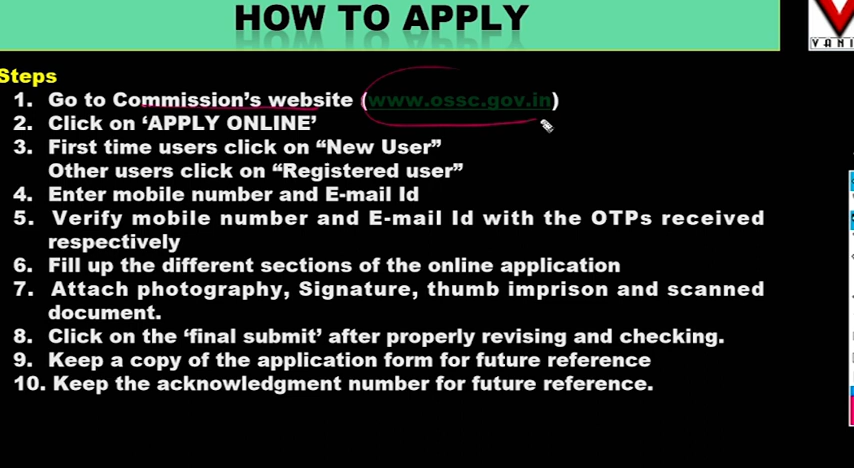 HOW TO APPLY
VANI
Steps
1. Go to Commission's website (www.ossc.gov.in)
2. Click on ‘APPLY ONLINE’
3. First time users click on “New User”
Other users click on “Registered user”
4. Enter mobile number and E-mail Id
5. Verify mobile number and E-mail Id with the OTPs received
respectively
6. Fill up the different sections of the online application
7. Attach photography, Signature, thumb imprison and scanned
document.
8. Click on the ‘final submit’ after properly revising and checking.
9. Keep a copy of the application form for future reference
10. Keep the acknowledgment number for future reference.